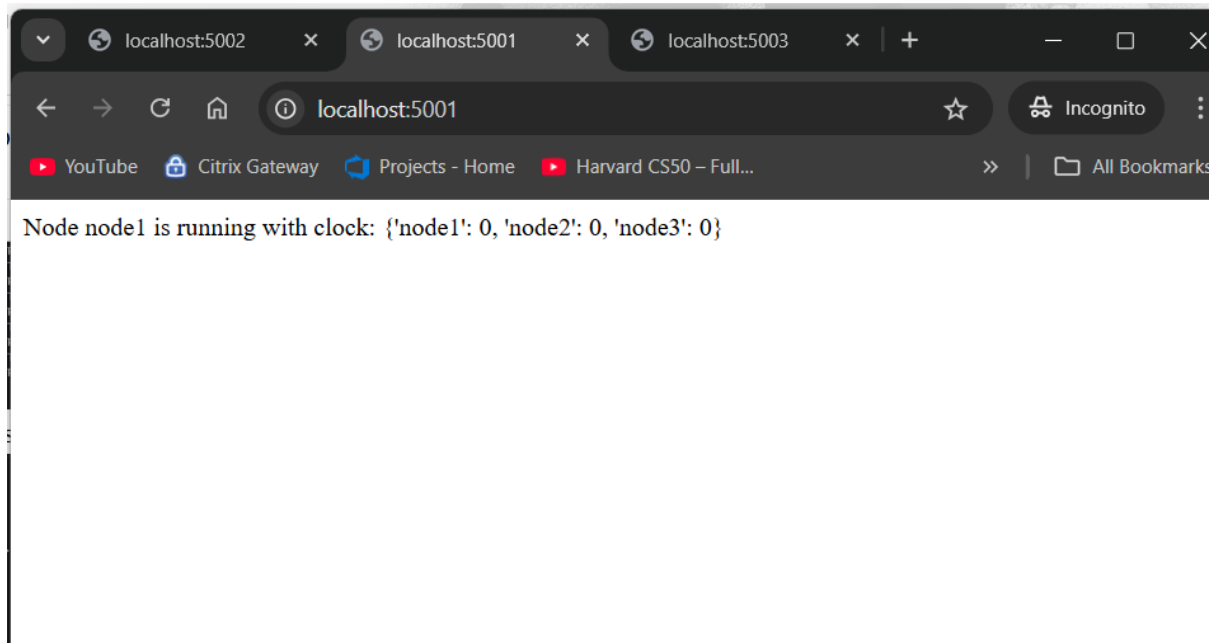 localhost:5002
localhost:5001
localhost:5003
localhost:5001
Incognito
YouTube
Citrix Gateway
Projects - Home
Harvard CS50 – Full...
All Bookmarks
Node node1 is running with clock: {'node1': 0, 'node2': 0, 'node3': 0}